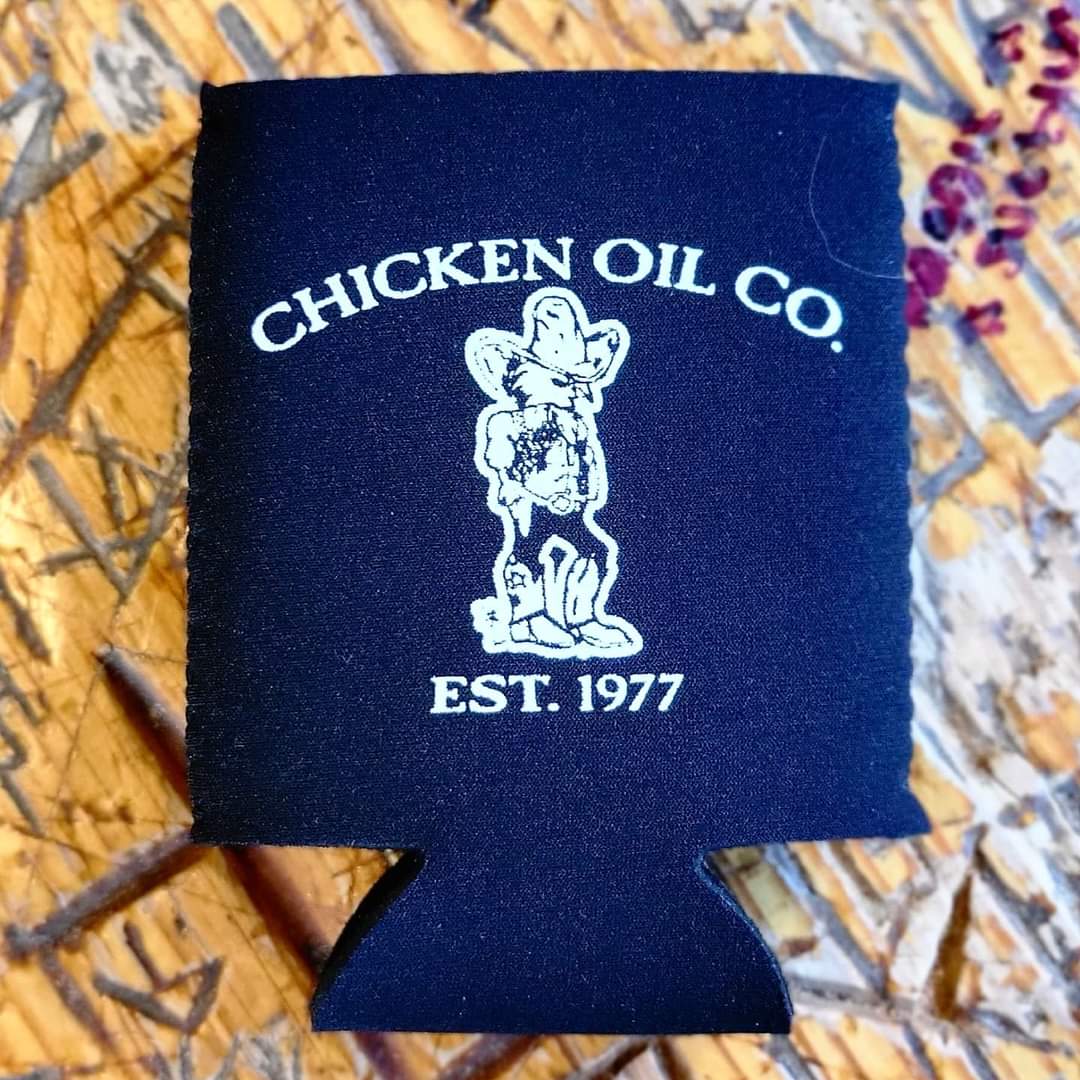 CHICKEN OIL CO.
EST. 1977